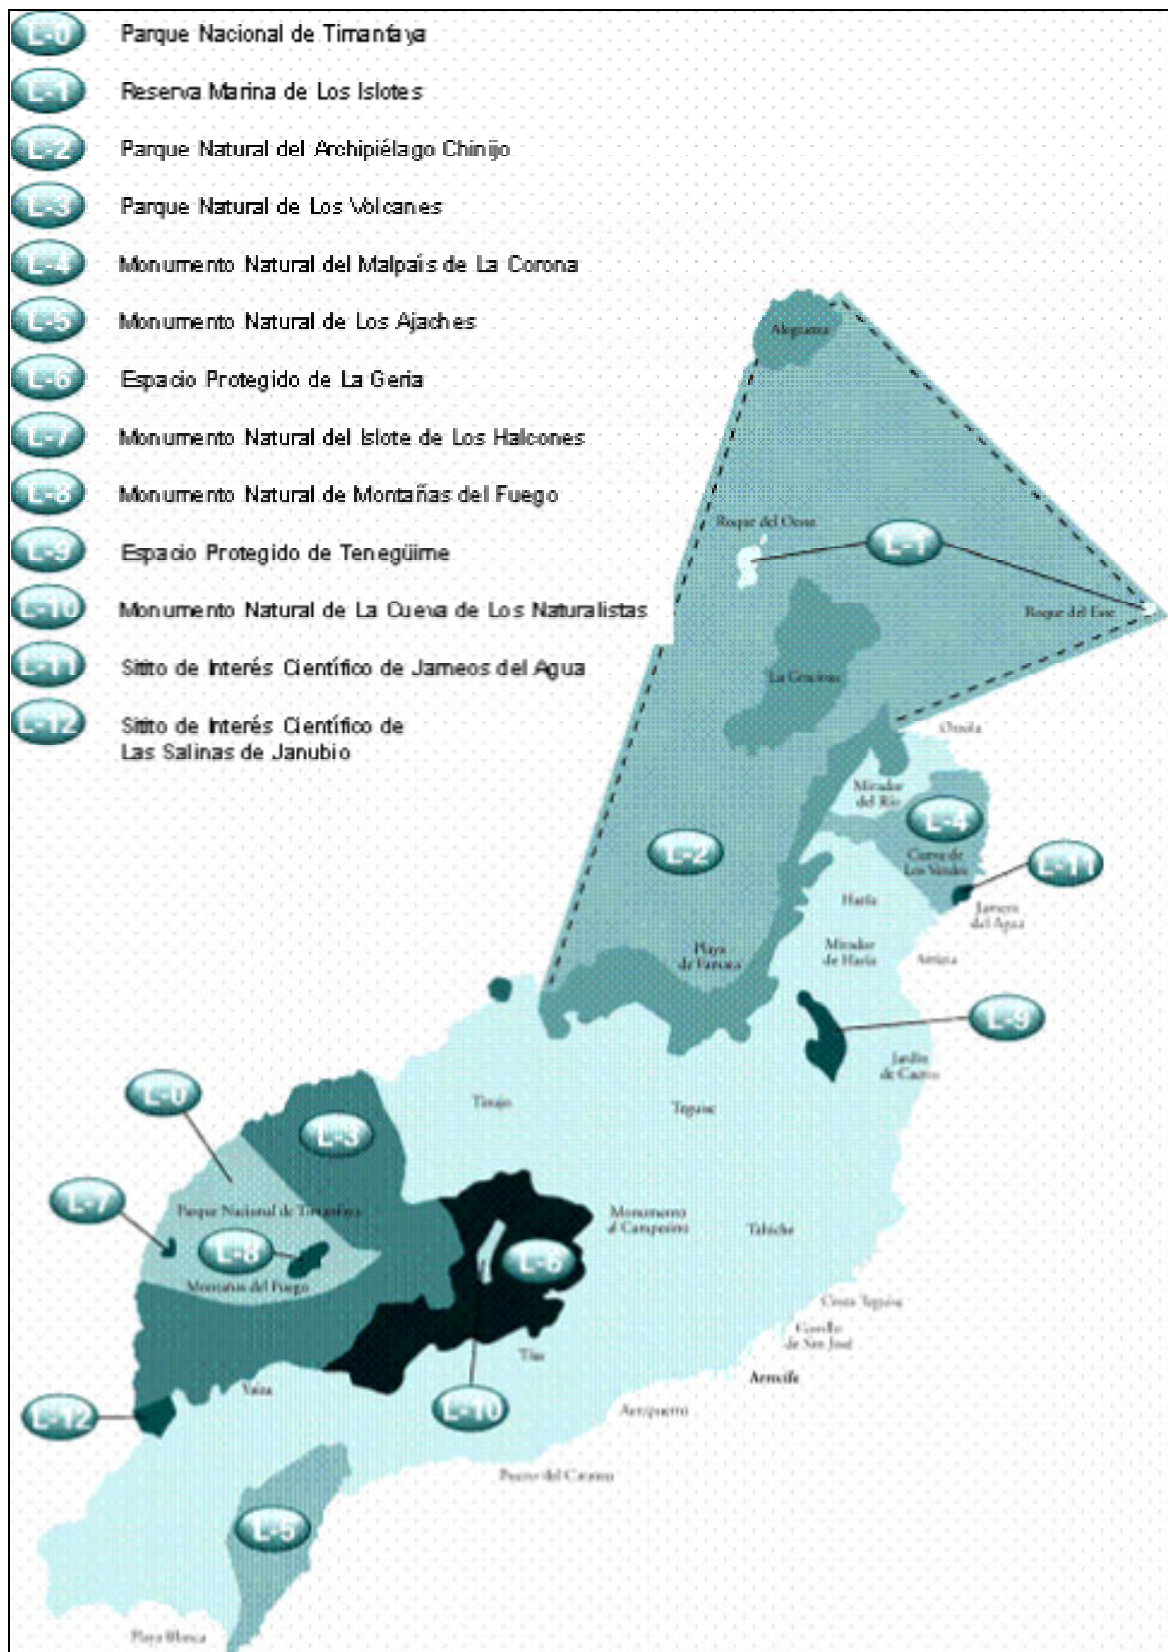 L-0 Parque Nacional de Timanfaya
L-1 Reserva Marina de Los Islotes
L-2 Parque Natural del Archipiélago Chinijo
L-3 Parque Natural de Los Volcanes
L-4 Monumento Natural del Malpaís de La Corona
L-5 Monumento Natural de Los Ajaches
L-6 Espacio Protegido de La Geria
L-7 Monumento Natural del Islote de Los Halcones
L-8 Monumento Natural de Montañas del Fuego
L-9 Espacio Protegido de Tenegüime
L-10 Monumento Natural de La Cueva de Los Naturalistas
L-11 Sitito de Interés Científico de Jameos del Agua
L-12 Sitito de Interés Científico de
Las Salinas de Janubio
Alegranza
Roque del Oeste
L-1
Roque del Este
La Graciosa
Orzola
Mirador
del Río
L-4
L-2
Cueva de
Los Verdes
L-11
Haría
Jameos
del Agua
Playa
de Famara
Mirador
de Haría
Arrieta
L-9
Jardín
de Cactus
L-0
Tinajo
Teguise
L-3
L-7
Parque Nacional de Timanfaya
Monumento
al Campesino
Tahiche
L-8
L-6
Montañas del Fuego
Costa Teguise
Castillo
de San José
Tías
Arrecife
Yaiza
L-12
L-10
Aeropuerto
Puerto del Carmen
L-5
Playa Blanca